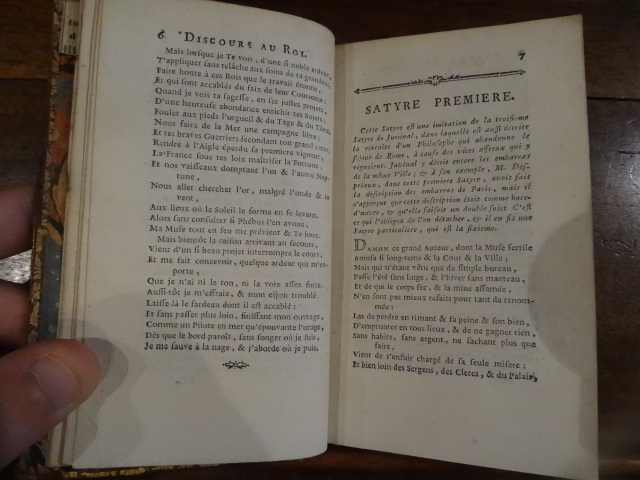 6 DISCOURS AU ROI.
Mais lorsque je Te vois, d'une si noble ardeur,
T'appliquer sans relâche aux soins de ta grandeur,
Faire honte à ces Rois que le travail étonne,
Et qui sont accablés du faix de leur Couronne:
Quand je vois ta sagesse, en ses justes projets,
D'une heureuse abondance enrichir tes Sujets;
Fouler aux pieds l'orgueil & du Tage & du Tibre,
Nous faire de la Mer une campagne libre;
Et tes braves Guerriers secondant ton grand cœur,
Rendre à l'Aigle éperdu sa premiere vigueur,
La France sous tes loix maîtriser la Fortune,
Et nos vaisseaux domptant l'un & l'autre Nep-
tune,
Nous aller chercher l'or, malgré l'onde & le
vent,
Aux lieux où le Soleil le forme en se levant.
Alors sans consulter si Phébus l'en avoue,
Ma Muse tout en feu me prévient & Te loue.
Mais bientôt la raison arrivant au secours,
Vient d'un si beau projet interrompre le cours,
Et me fait concevoir, quelque ardeur qui m'em-
porte,
Que je n'ai ni le ton, ni la voix assez forte.
Aussi-tôt je m'effraie, & mon esprit troublé
Laisse-là le fardeau dont il est accablé;
Et sans passer plus loin, finissant mon ouvrage,
Comme un Pilote en mer qu'épouvante l'orage,
Dès que le bord paroît, sans songer où je suis,
Je me sauve à la nage, & j'aborde où je puis.
7
SATYRE PREMIERE.
Cette Satyre est une imitation de la troisième
Satyre de Juvénal, dans laquelle est aussi décrite
la retraite d'un Philosophe qui abandonne le
séjour de Rome, à cause des vices affreux qui y
régnoient. Juvénal y décrit encore les embarras
de la même Ville; & à son exemple, M. Des-
préaux, dans cette premiere Satyre, avoit fait
la description des embarras de Paris, mais il
s'apperçut que cette description étoit comme hors-
d'œuvre, & qu'elle faisoit un double sujet. C'est
ce qui l'obligea de l'en détacher, & il en fit une
Satyre particuliere, qui est la sixieme.
DAMON ce grand Auteur, dont la Muse fertile
Amusa si long-tems & la Cour & la Ville;
Mais qui n'étant vêtu que de simple bureau,
Passe l'été sans linge, & l'hiver sans manteau,
Et de qui le corps sec, & la mine affamée,
N'en sont pas mieux refaits pour tant de renom-
mée:
Las de perdre en rimant & sa peine & son bien,
D'emprunter en tous lieux, & de ne gagner rien,
Sans habits, sans argent, ne sachant plus que
faire,
Vient de s'enfuir chargé de sa seule misere;
Et bien loin des Sergens, des Clercs, & du Palais,